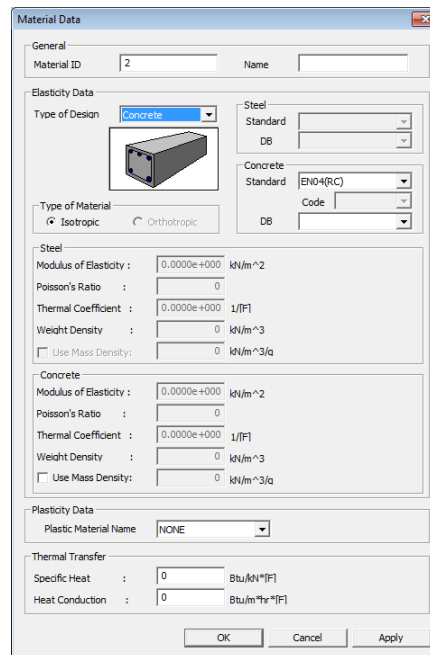 Material Data
General
Material ID 2 Name
Elasticity Data
Type of Design Concrete
Steel
Standard
DB
Concrete
Standard EN04(RC)
Code
DB
Type of Material
Isotropic Orthotropic
Steel
Modulus of Elasticity : 0.0000e+000 kN/m^2
Poisson's Ratio : 0
Thermal Coefficient : 0.0000e+000 1/[F]
Weight Density : 0 kN/m^3
Use Mass Density: 0 kN/m^3/g
Concrete
Modulus of Elasticity : 0.0000e+000 kN/m^2
Poisson's Ratio : 0
Thermal Coefficient : 0.0000e+000 1/[F]
Weight Density : 0 kN/m^3
Use Mass Density: 0 kN/m^3/g
Plasticity Data
Plastic Material Name NONE
Thermal Transfer
Specific Heat : 0 Btu/kN*[F]
Heat Conduction : 0 Btu/m*hr*[F]
OK Cancel Apply